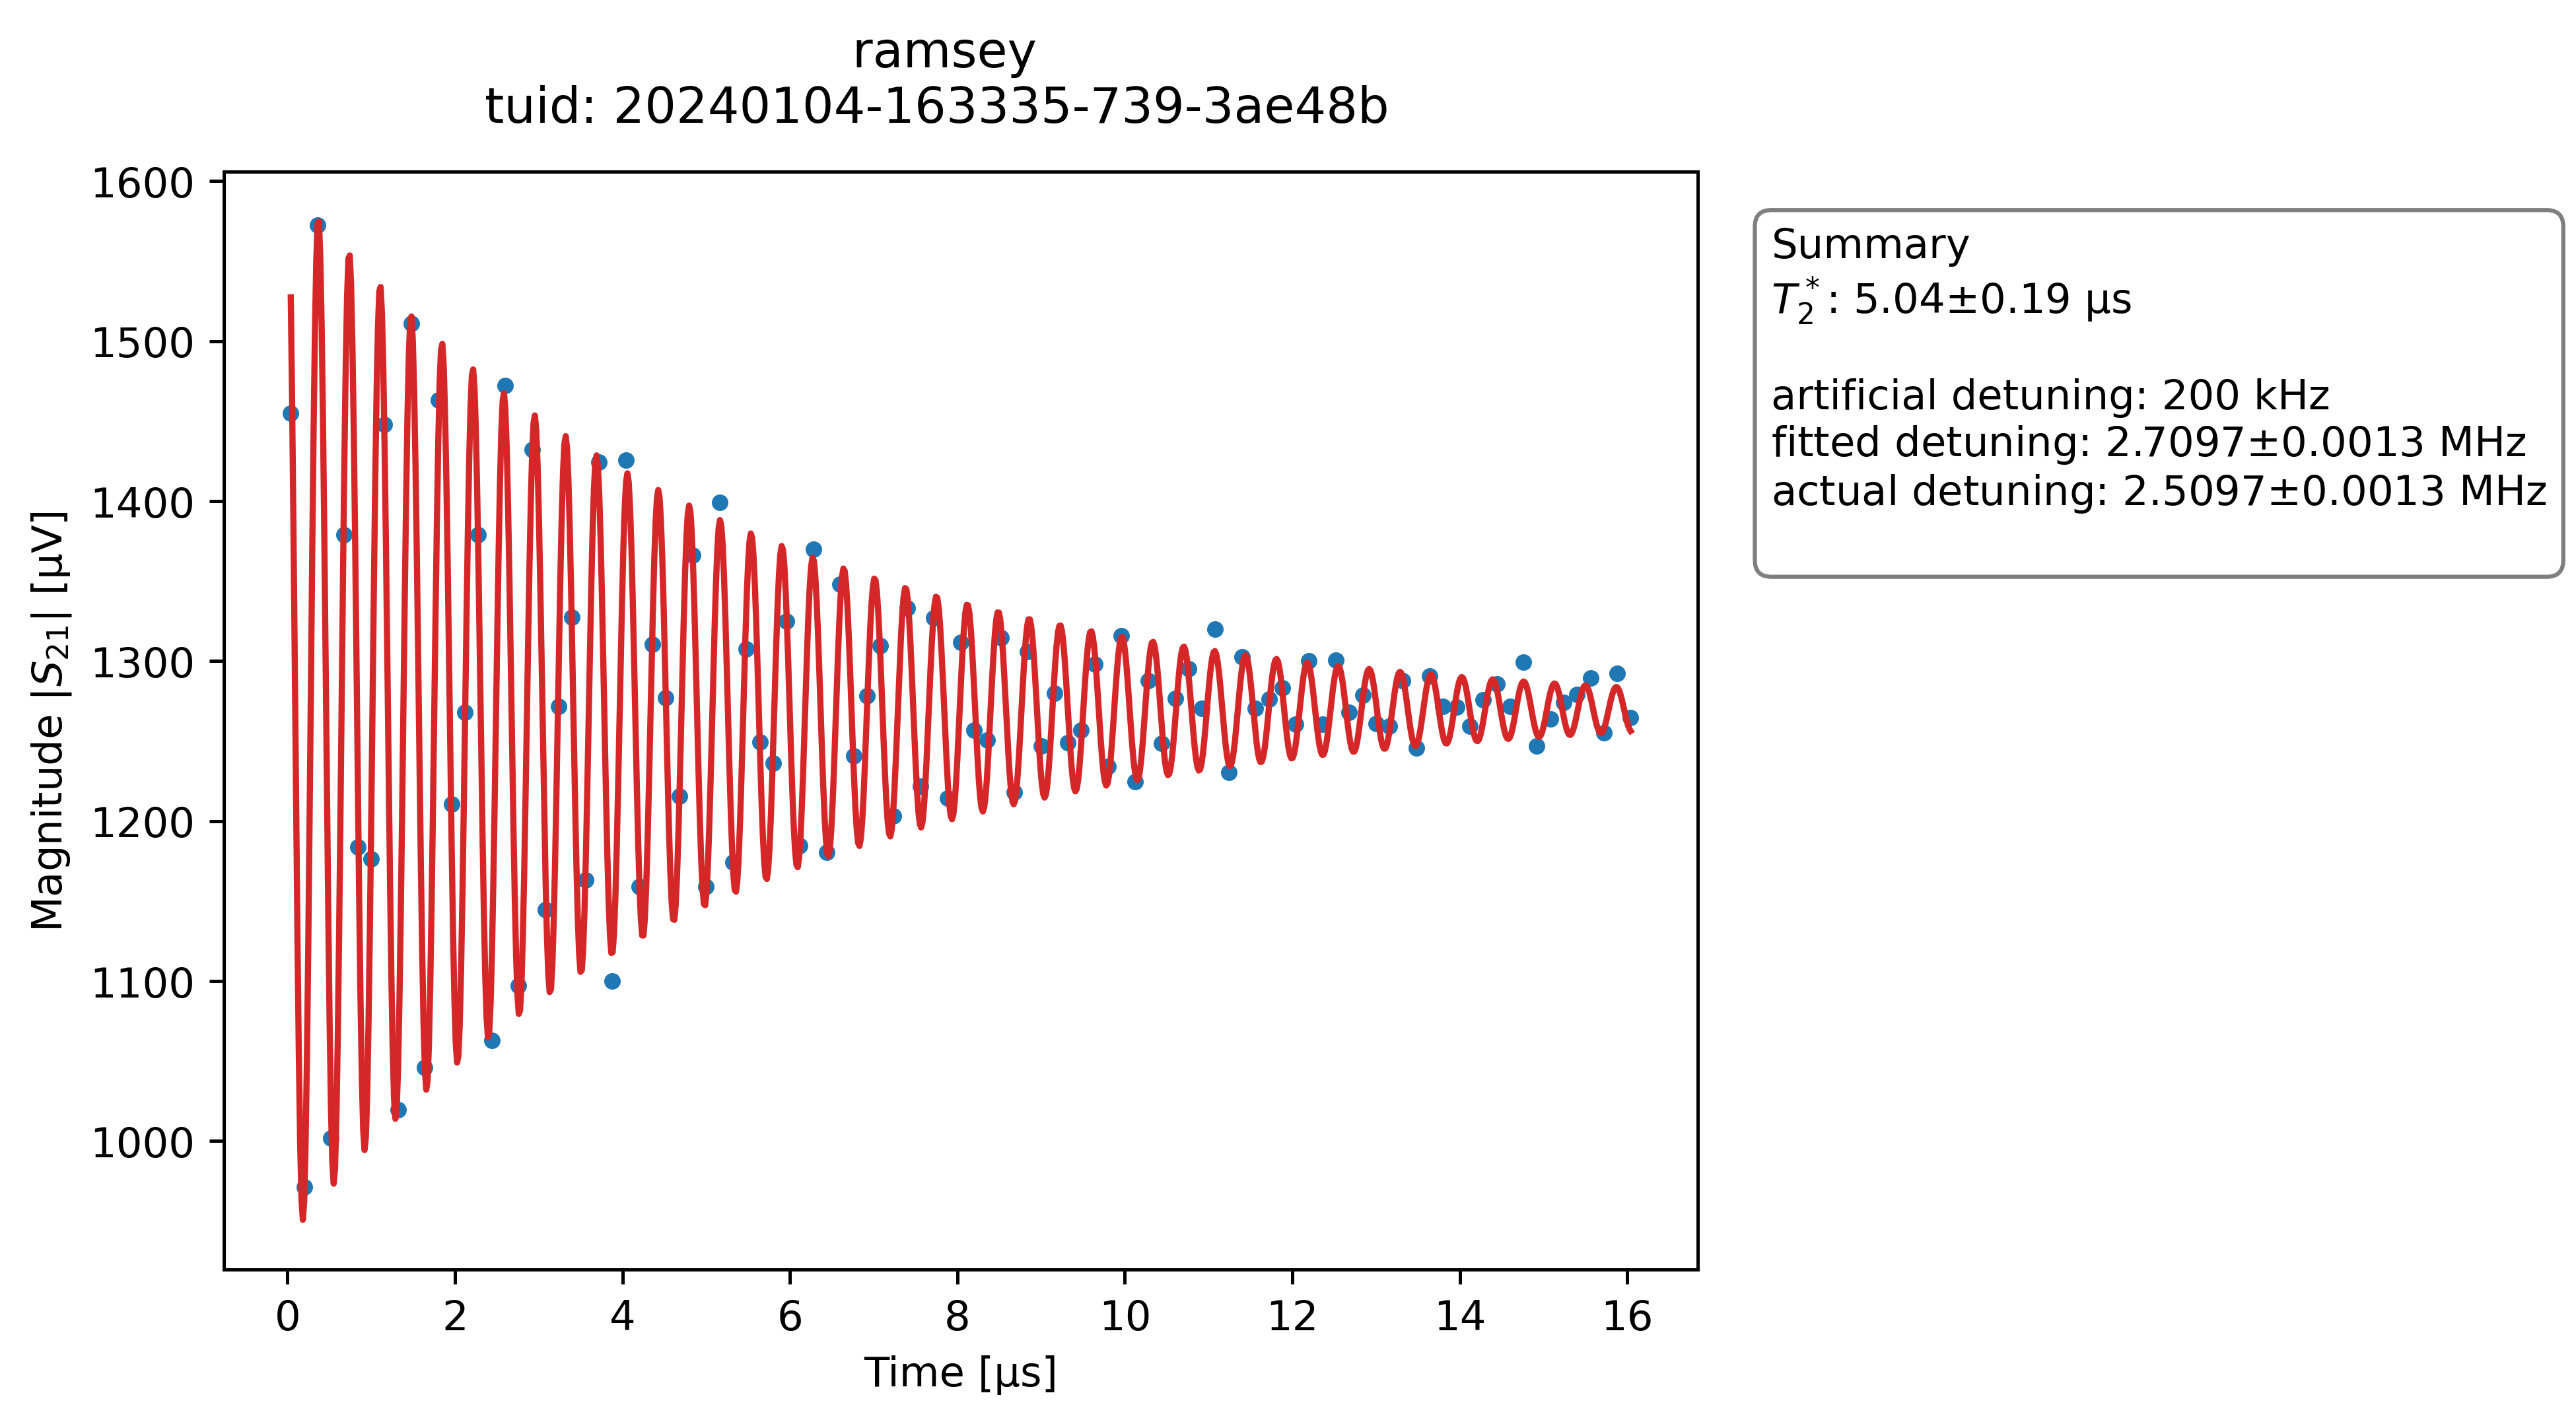 ramsey
tuid: 20240104-163335-739-3ae48b
1600
1500
1400
1300
1200
1100
1000
Magnitude |S₂₁| [µV]
0 2 4 6 8 10 12 14 16
Time [µs]
Summary
T₂*: 5.04±0.19 µs
artificial detuning: 200 kHz
fitted detuning: 2.7097±0.0013 MHz
actual detuning: 2.5097±0.0013 MHz